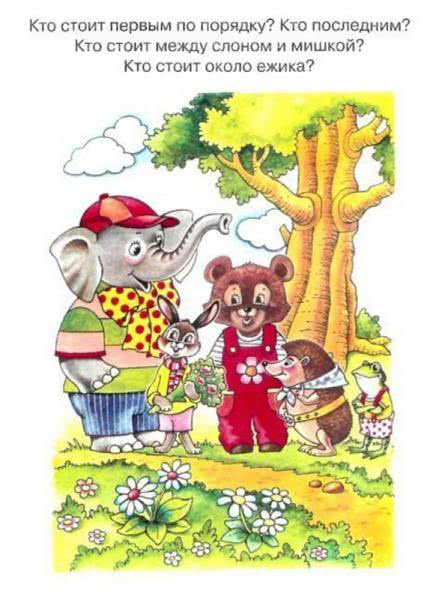 Кто стоит первым по порядку? Кто последним?
Кто стоит между слоном и мишкой?
Кто стоит около ежика?